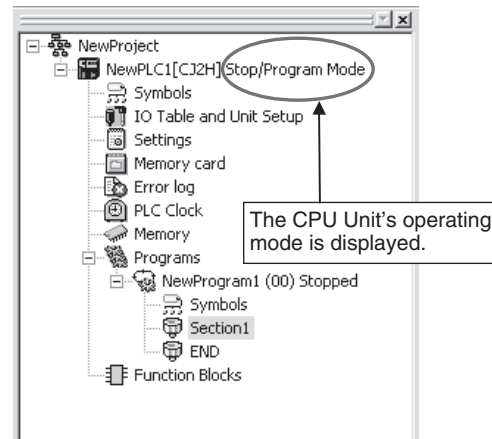 NewProject
NewPLC1[CJ2H] Stop/Program Mode
Symbols
IO Table and Unit Setup
Settings
Memory card
Error log
PLC Clock
Memory
Programs
NewProgram1 (00) Stopped
Symbols
Section1
END
Function Blocks
The CPU Unit's operating
mode is displayed.